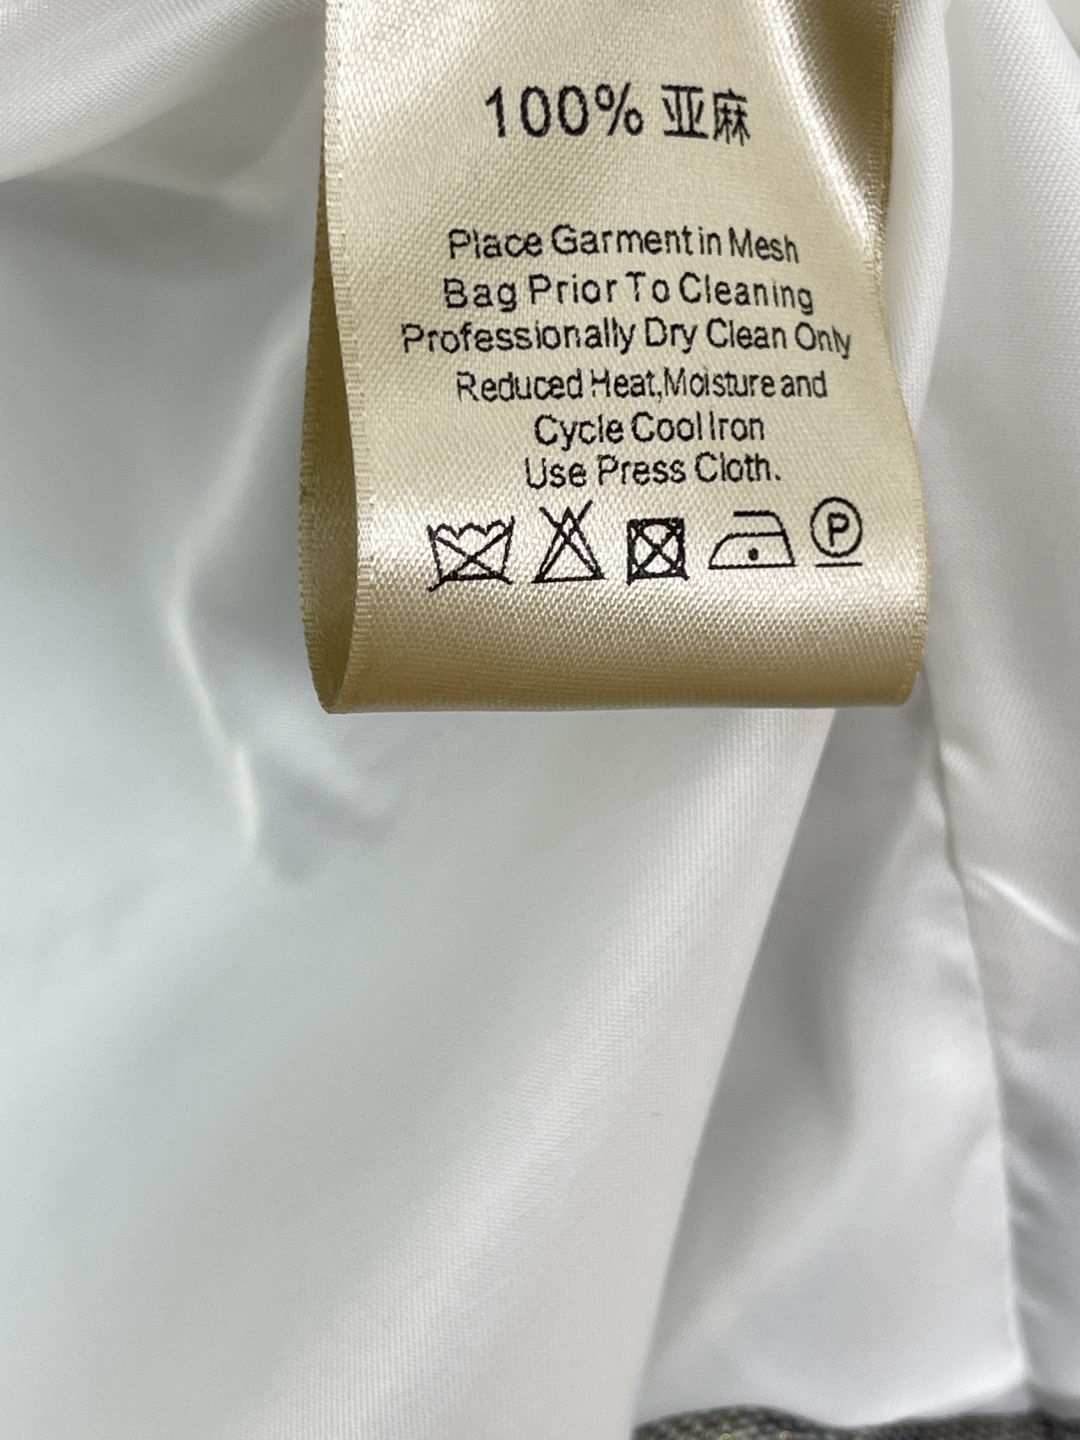 100% 亚麻
Place Garment in Mesh
Bag Prior To Cleaning
Professionally Dry Clean Only
Reduced Heat,Moisture and
Cycle Cool Iron
Use Press Cloth.
P